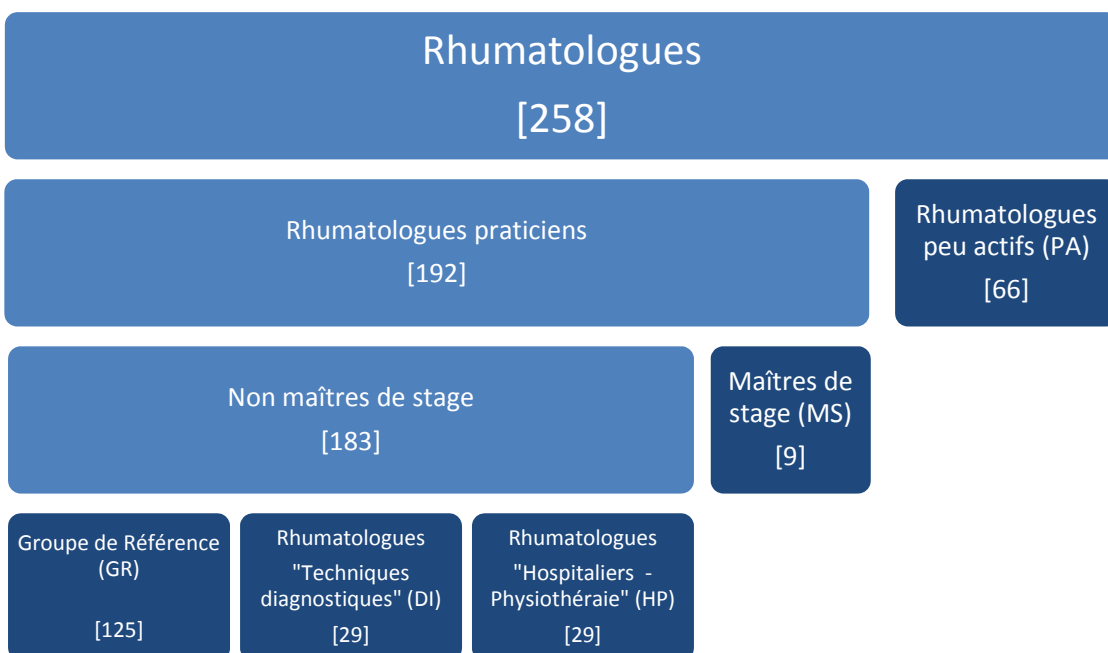 Rhumatologues
[258]
Rhumatologues praticiens
[192]
Rhumatologues
peu actifs (PA)
[66]
Non maîtres de stage
[183]
Maîtres de
stage (MS)
[9]
Groupe de Référence
(GR)
[125]
Rhumatologues
"Techniques
diagnostiques" (DI)
[29]
Rhumatologues
"Hospitaliers -
Physiothéraie" (HP)
[29]